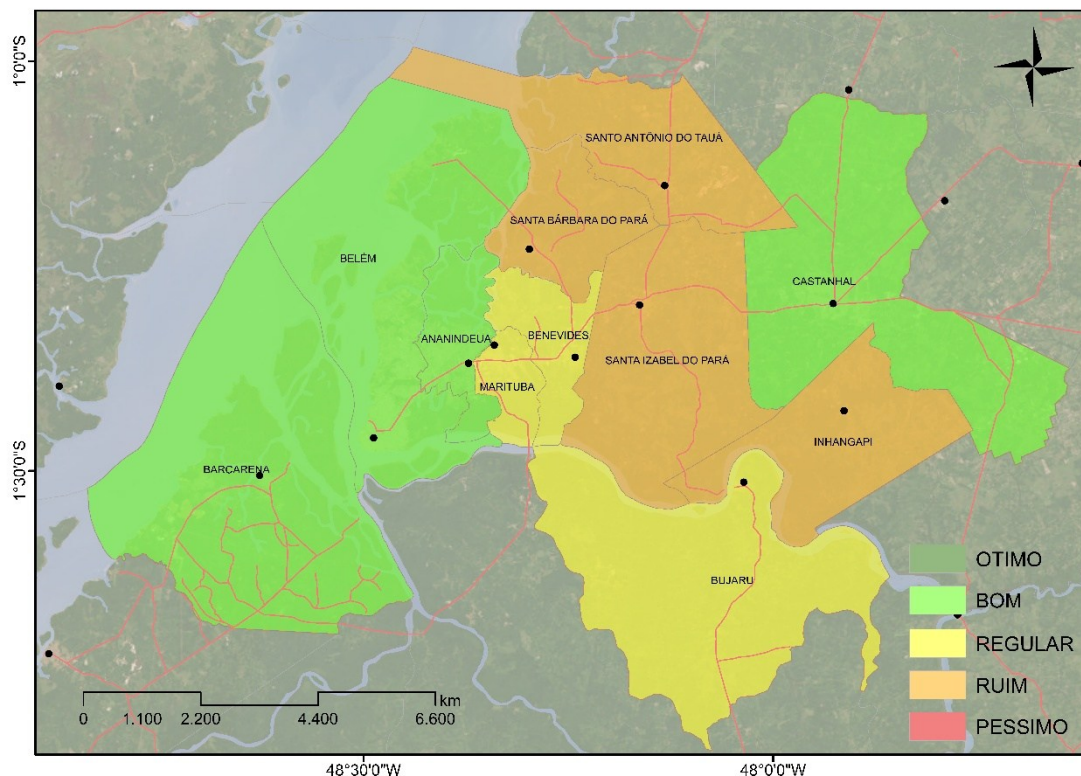 1°0'0"S
SANTO ANTÔNIO DO TAUÁ
SANTA BÁRBARA DO PARÁ
BELÉM
CASTANHAL
ANANINDEUA
BENEVIDES
SANTA IZABEL DO PARÁ
MARITUBA
INHANGAPI
1°30'0"S
BARCARENA
BUJARU
OTIMO
BOM
REGULAR
RUIM
PESSIMO
km
0 1.100 2.200 4.400 6.600
48°30'0"W 48°0'0"W